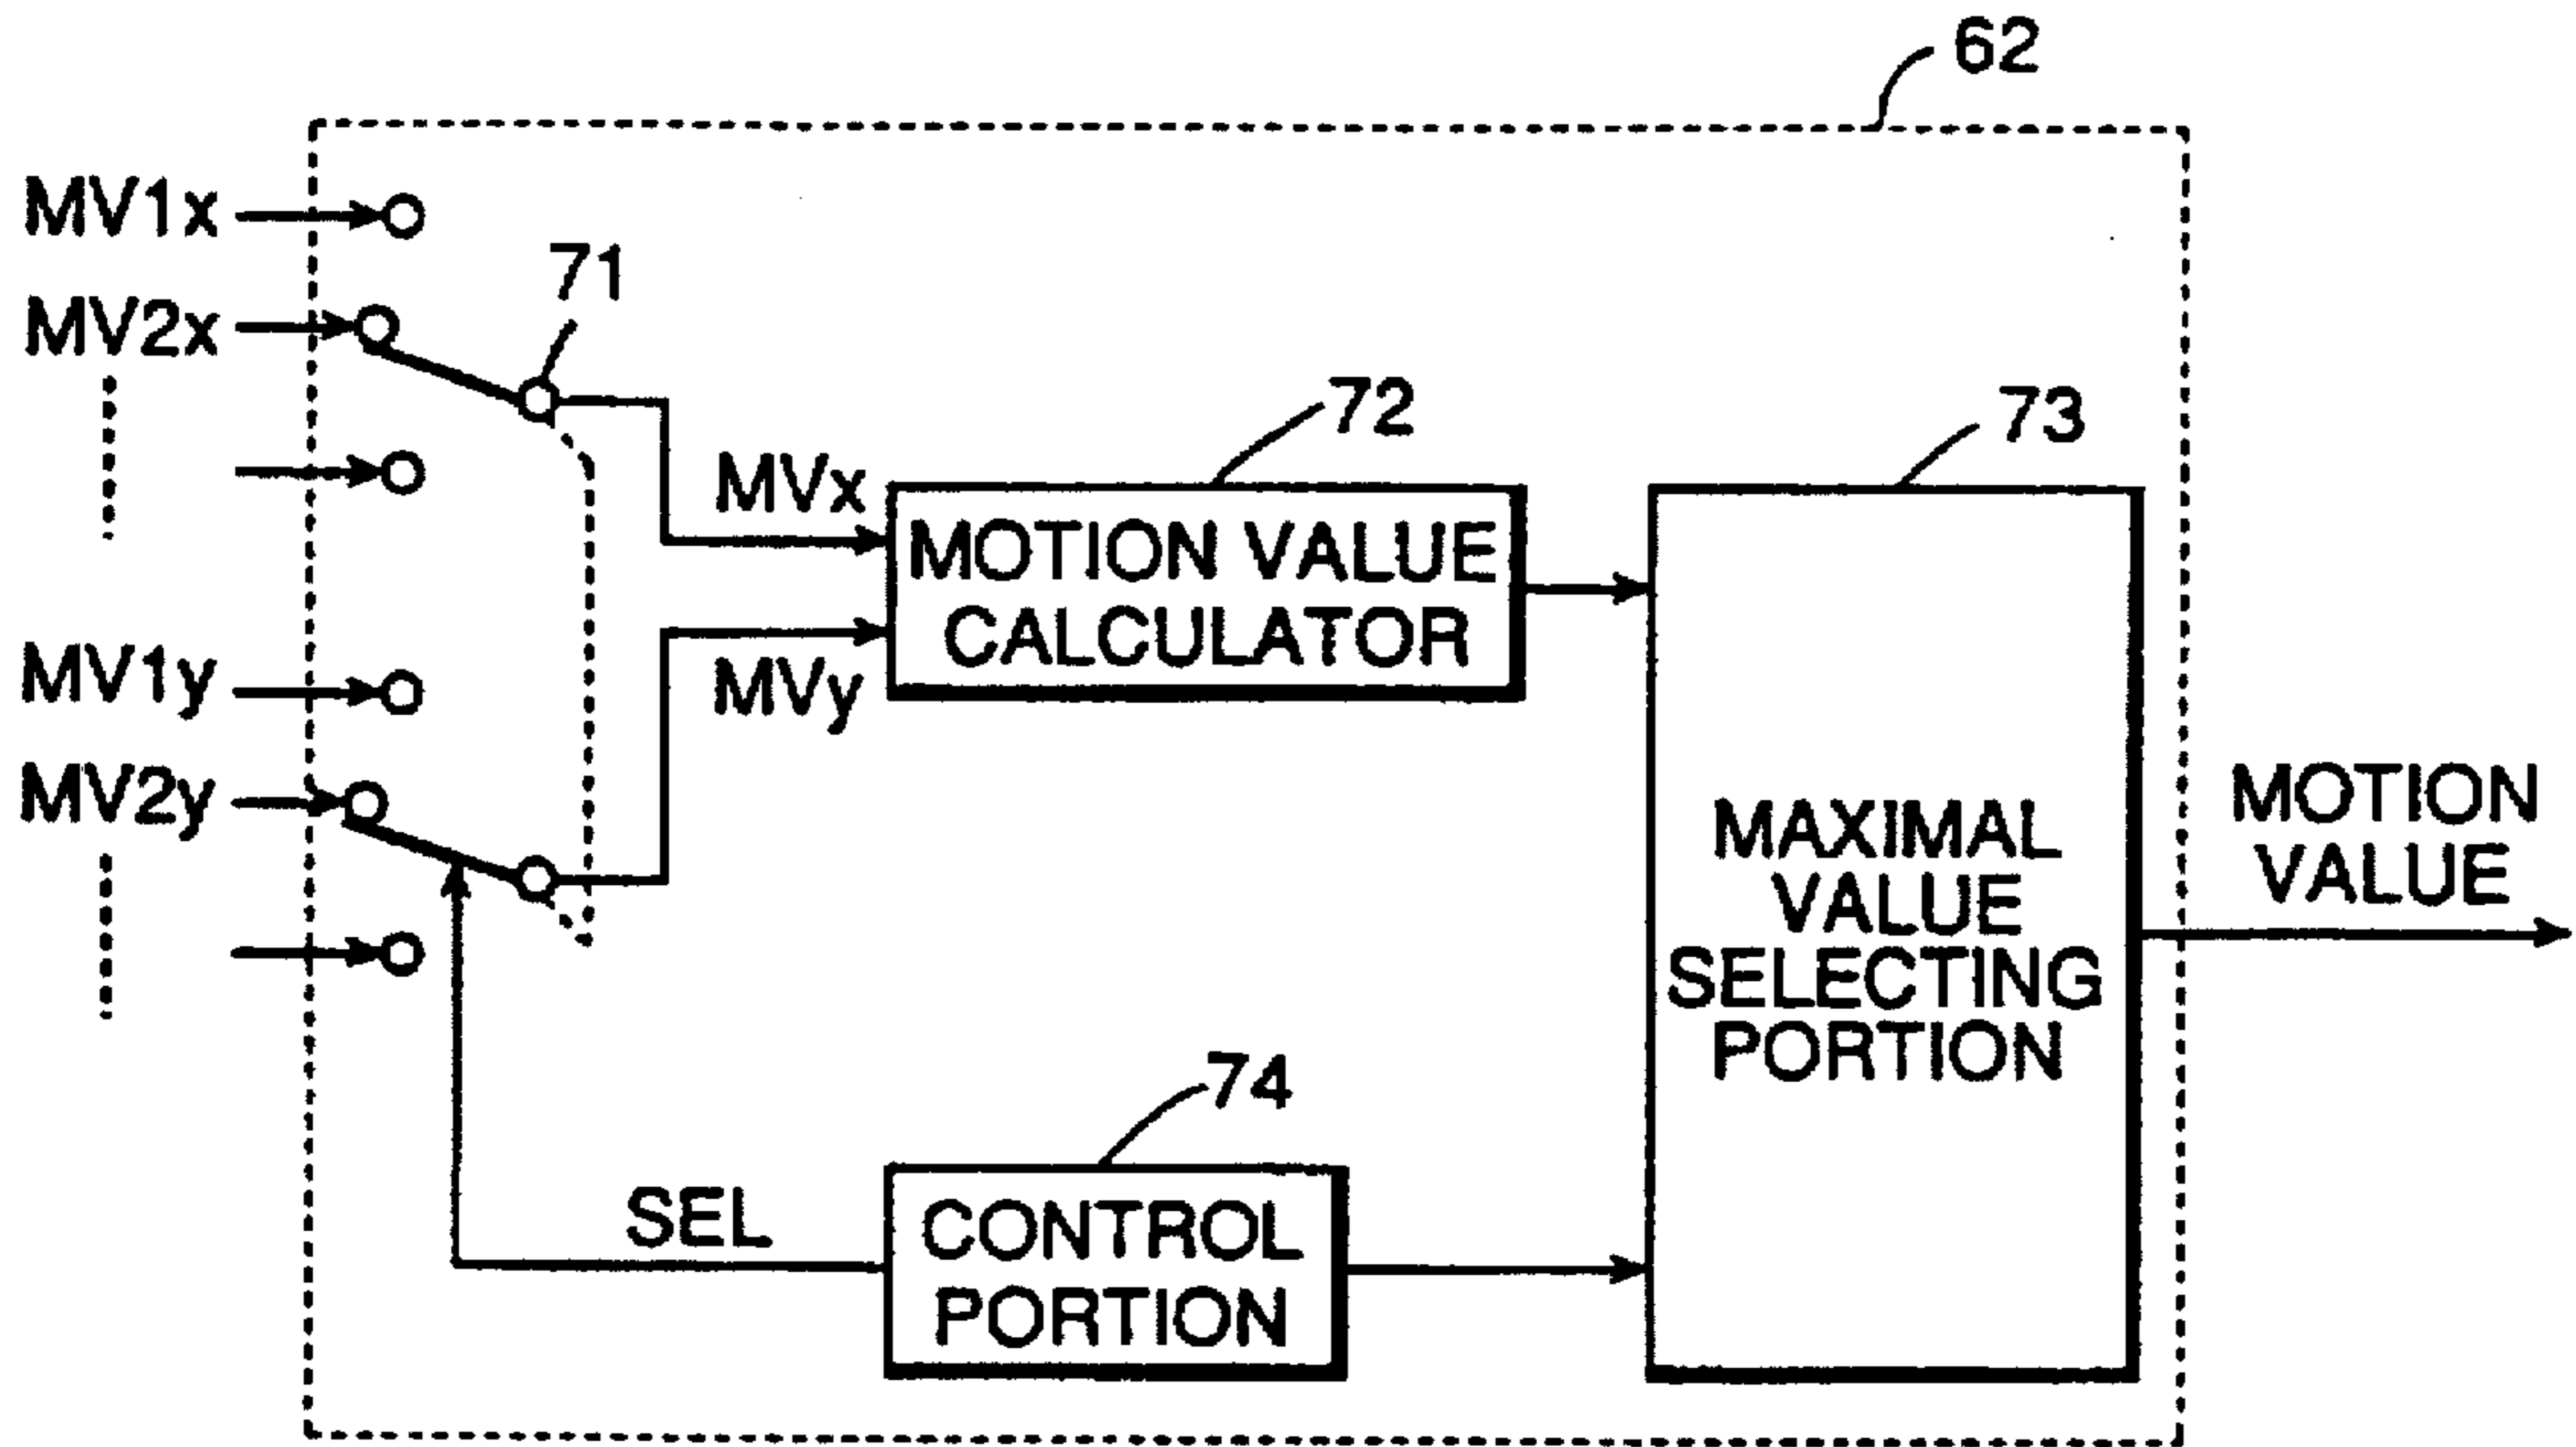 62
MV1x
71
MV2x
72
73
MVx
MOTION VALUE
CALCULATOR
MV1y
MVy
MV2y
MAXIMAL
VALUE
SELECTING
PORTION
MOTION
VALUE
74
SEL
CONTROL
PORTION